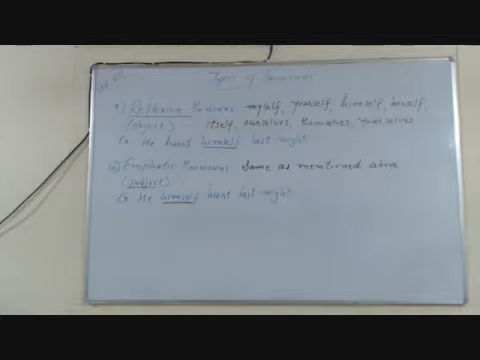 Types of Pronouns
1) Reflexive Pronouns myself, yourself, himself, herself,
(object) itself, ourselves, themselves, yourselves
Ex. He hurt himself last night.
2) Emphatic Pronouns Same as mentioned above
(subject)
Ex He himself hurt last night